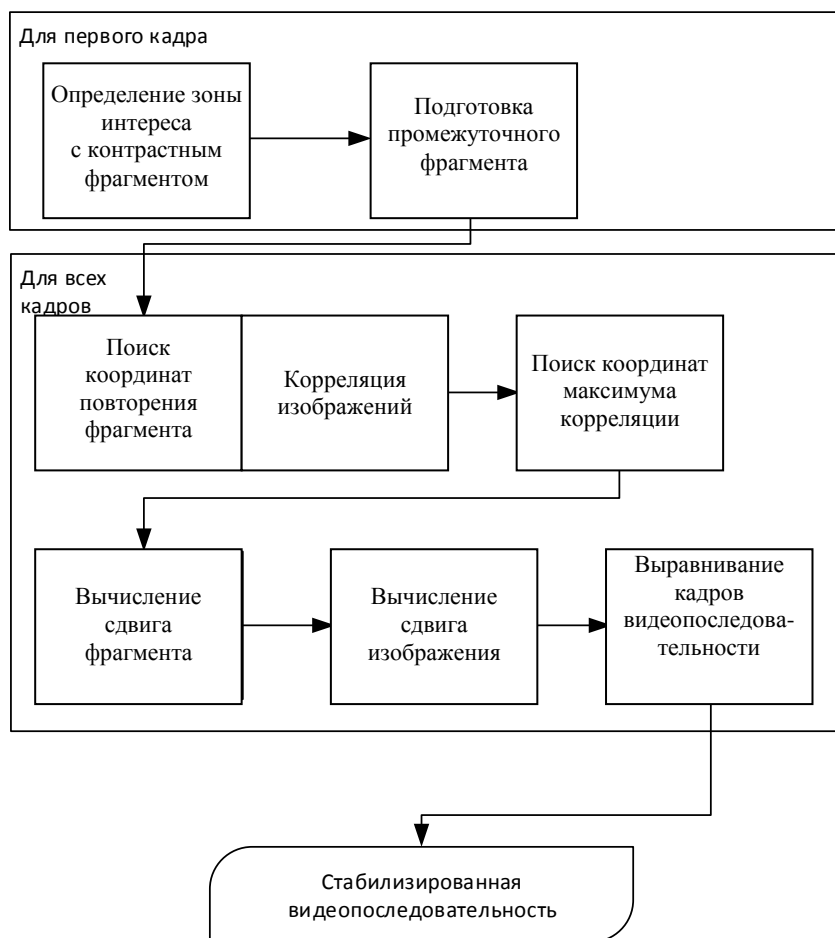 Для первого кадра
Определение зоны
интереса
с контрастным
фрагментом
Подготовка
промежуточного
фрагмента
Для всех
кадров
Поиск
координат
повторения
фрагмента
Корреляция
изображений
Поиск координат
максимума
корреляции
Вычисление
сдвига
фрагмента
Вычисление
сдвига
изображения
Выравнивание
кадров
видеопоследова-
тельности
Стабилизированная
видеопоследовательность